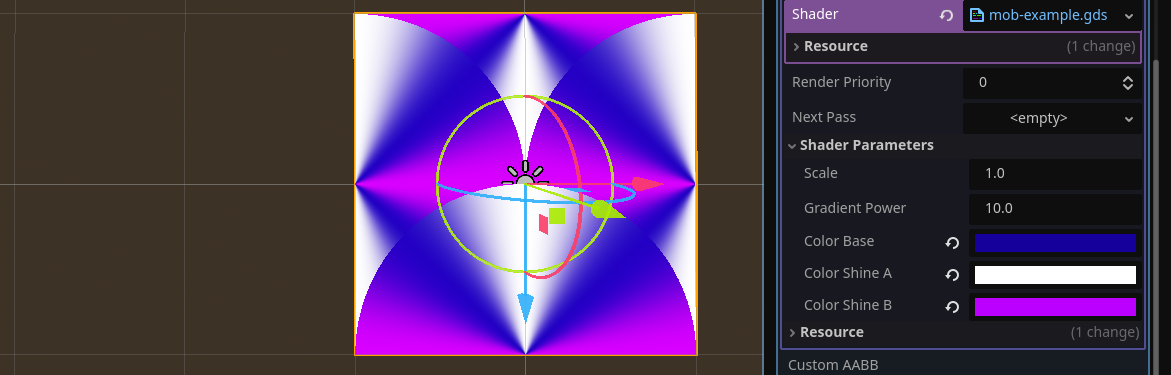 Shader mob-example.gds
Resource (1 change)
Render Priority 0
Next Pass <empty>
Shader Parameters
Scale 1.0
Gradient Power 10.0
Color Base
Color Shine A
Color Shine B
Resource (1 change)
Custom AABB